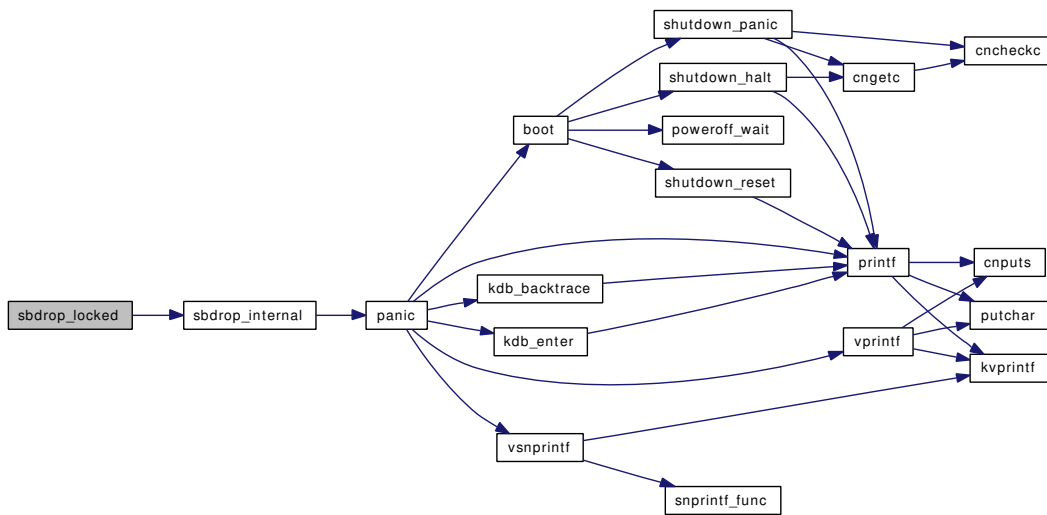 shutdown_panic
cncheckc
shutdown_halt
cngetc
boot
poweroff_wait
shutdown_reset
printf
cnputs
kdb_backtrace
sbdrop_locked
sbdrop_internal
panic
putchar
kdb_enter
vprintf
kvprintf
vsnprintf
snprintf_func